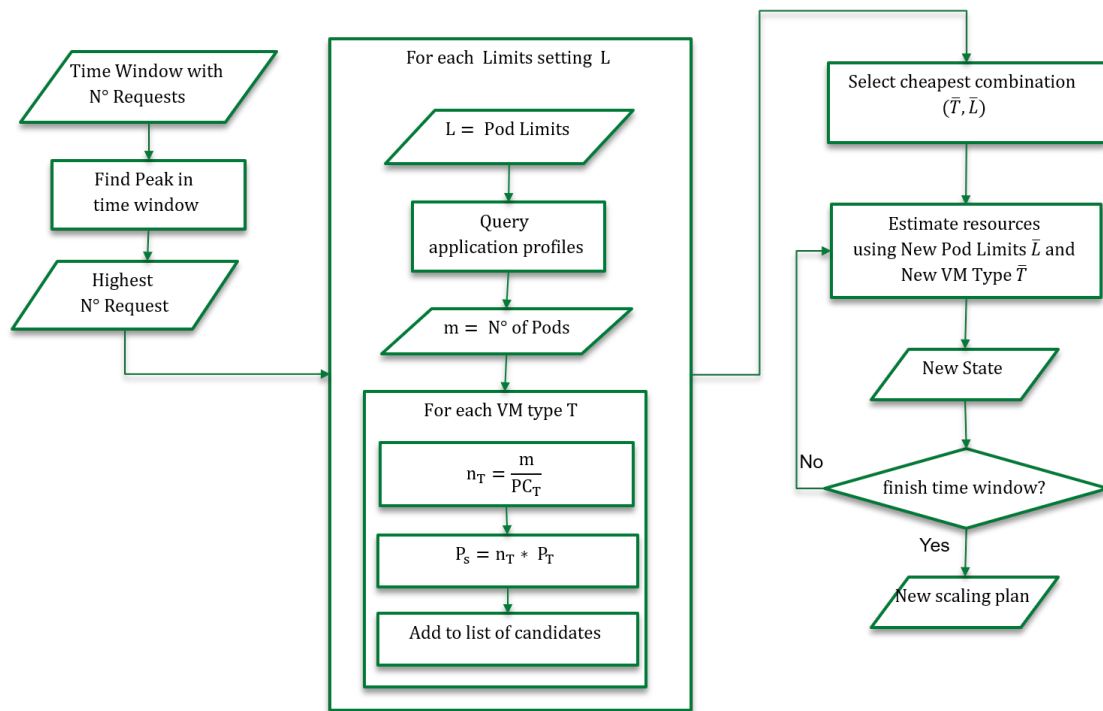 Time Window with
N° Requests
Find Peak in
time window
Highest
N° Request
For each Limits setting L
L = Pod Limits
Query
application profiles
m = N° of Pods
For each VM type T
n_T = m / PC_T
P_s = n_T * P_T
Add to list of candidates
Select cheapest combination
(T̄, L̄)
Estimate resources
using New Pod Limits L̄ and
New VM Type T̄
New State
No
finish time window?
Yes
New scaling plan